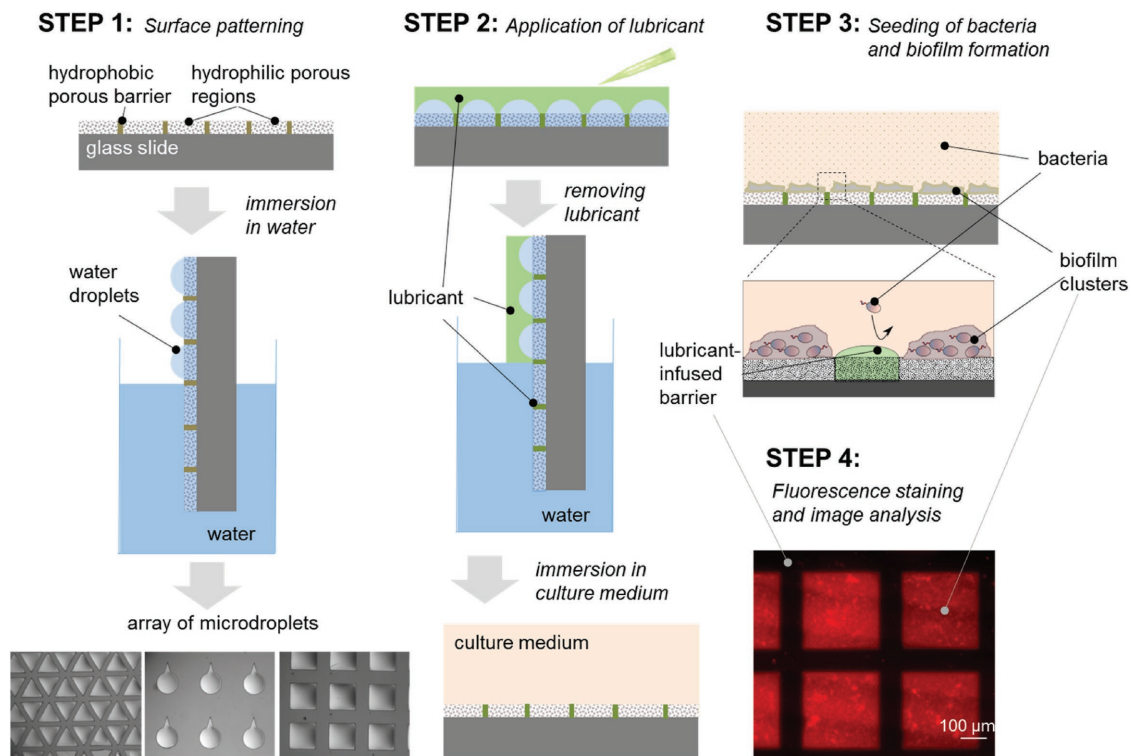 STEP 1: Surface patterning
hydrophobic
porous barrier
hydrophilic porous
regions
glass slide
immersion
in water
water
droplets
water
array of microdroplets
STEP 2: Application of lubricant
removing
lubricant
lubricant
water
immersion in
culture medium
culture medium
STEP 3: Seeding of bacteria
and biofilm formation
bacteria
biofilm
clusters
lubricant-
infused
barrier
STEP 4:
Fluorescence staining
and image analysis
100 µm